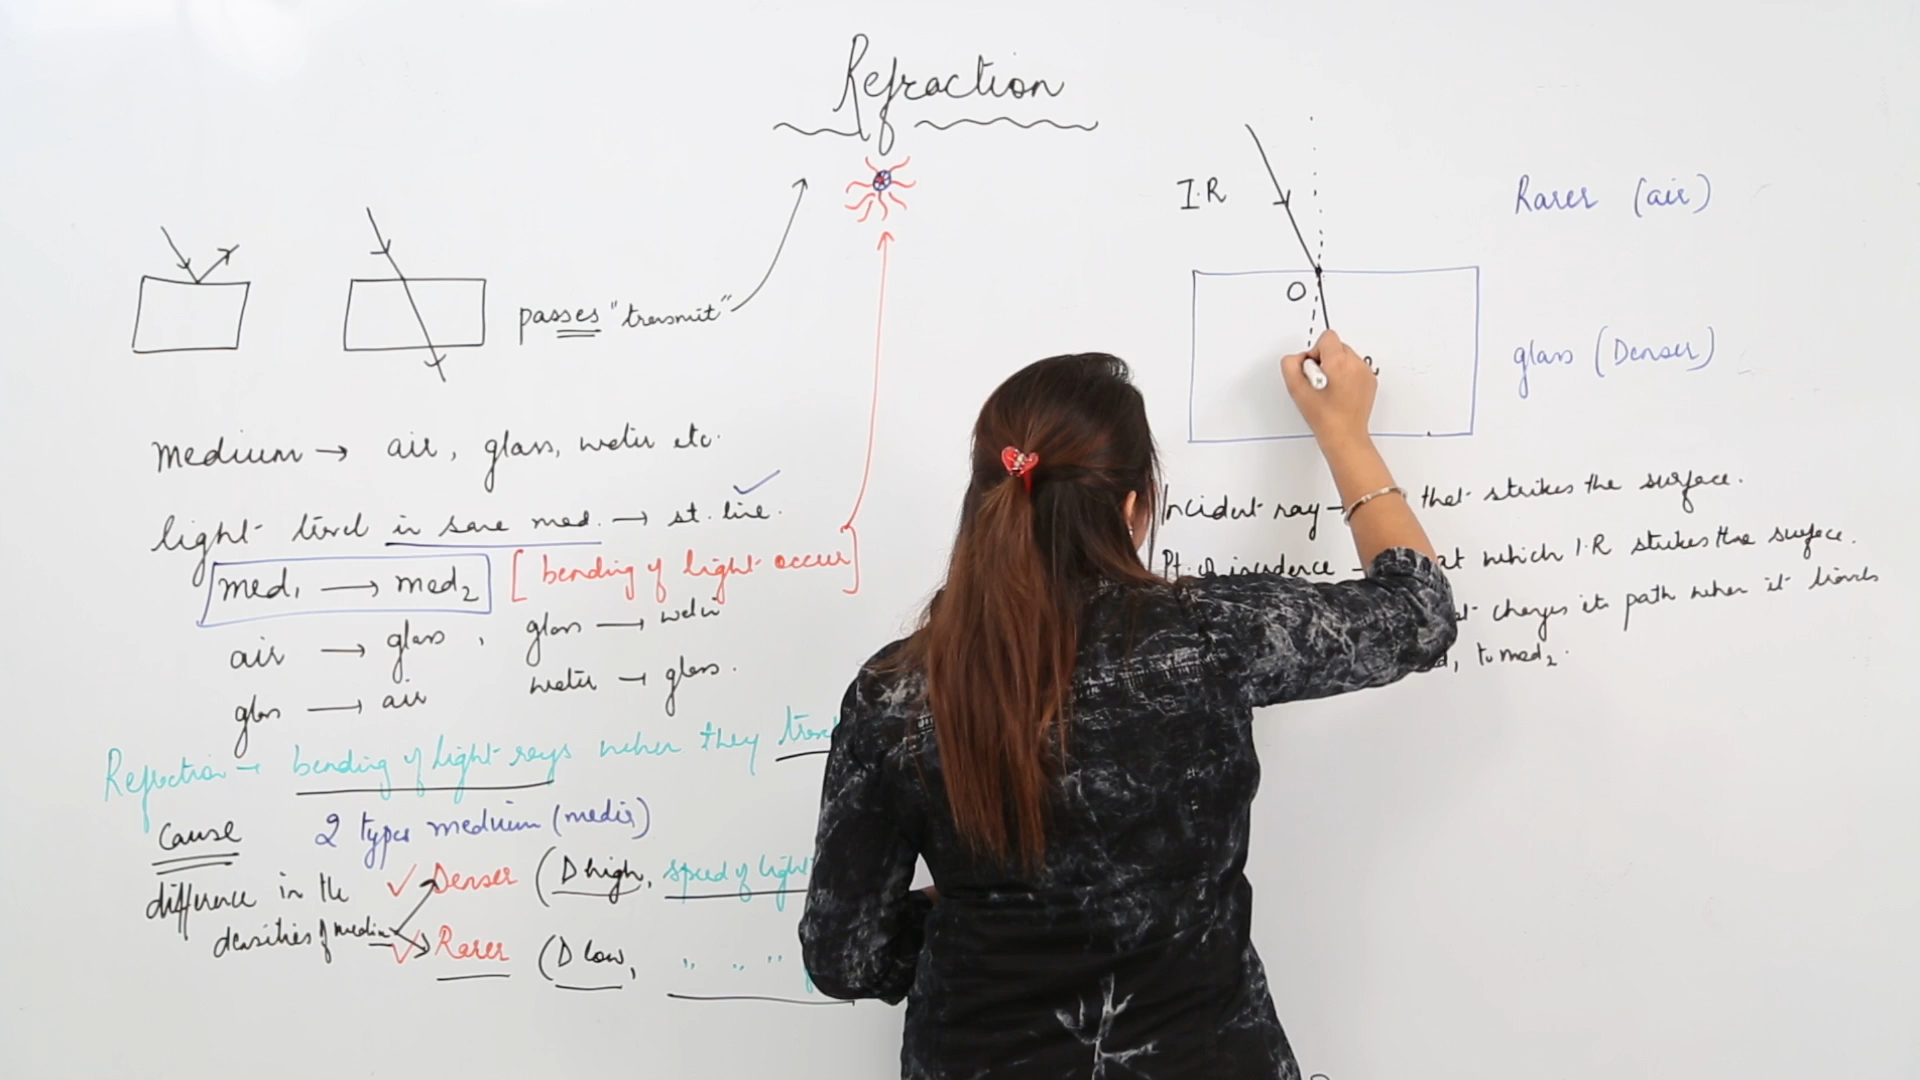 Refraction
passes "transmit"
medium → air, glass, water etc.
light travel in same med. → st. line.
med₁ → med₂ [bending of light occur]
air → glass, glass → water
glass → air water → glass.
Refraction → bending of light rays when they
Cause 2 types medium (media)
difference in the densities of media
Denser (D high, speed of light
Rarer (D low, " " "
I.R
Rarer (air)
O
glass (Denser)
Incident ray → that strikes the surface.
Pt. of incidence which I.R strikes the surface.
changes its path when it travels
to med₂.